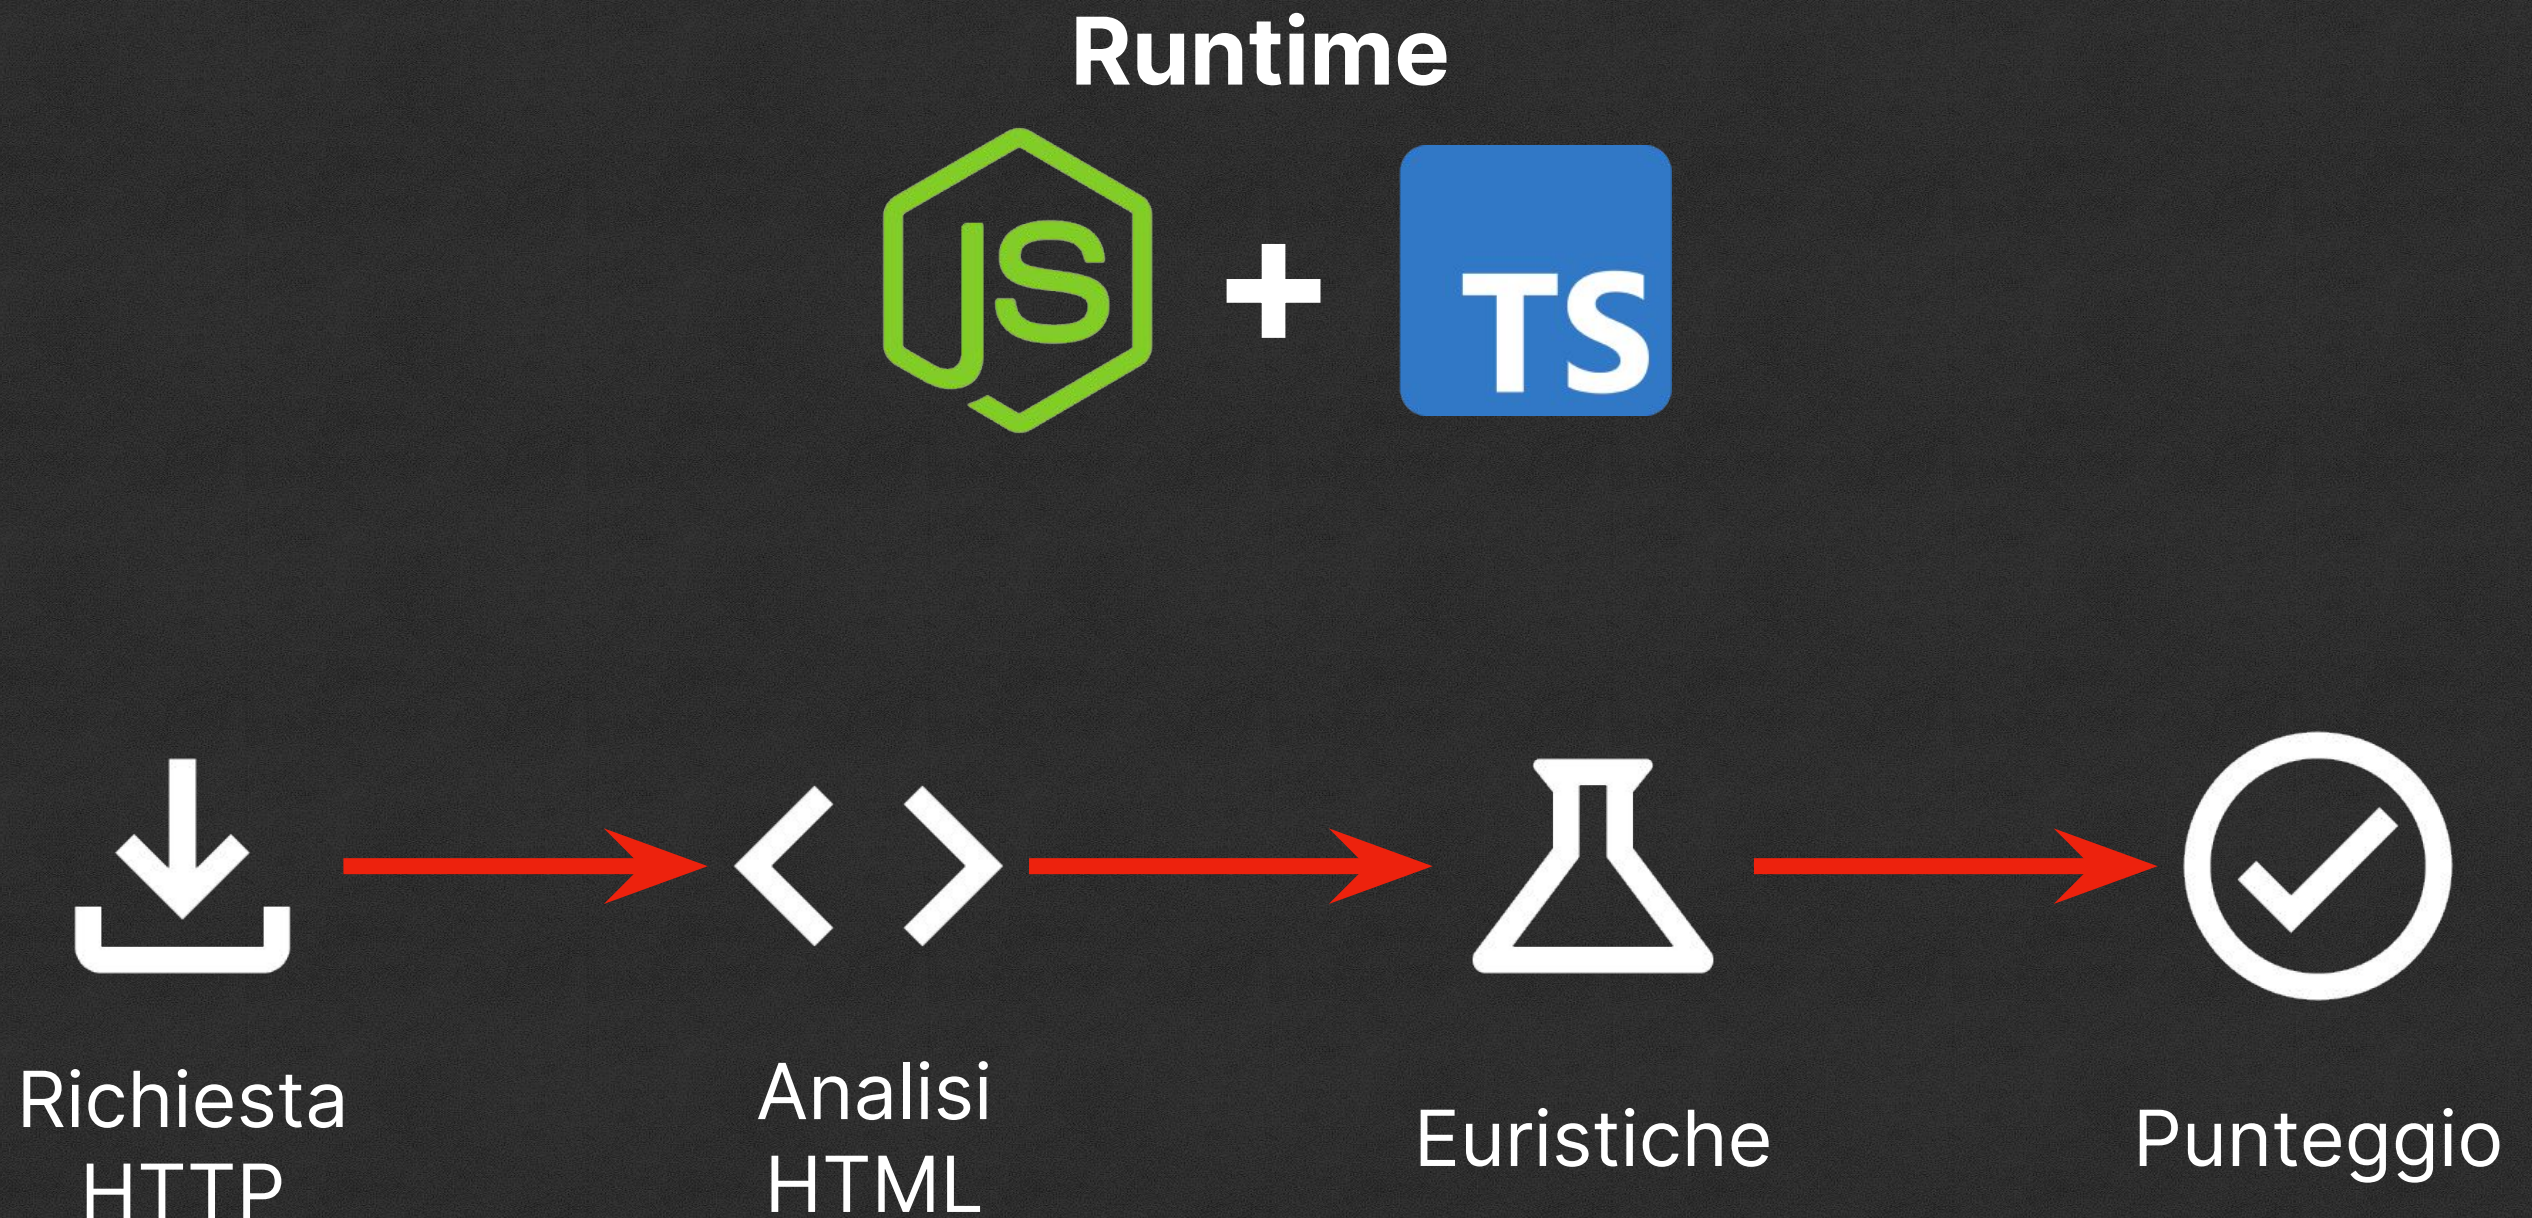 Runtime
JS
+
TS
Richiesta
HTTP
Analisi
HTML
Euristiche
Punteggio